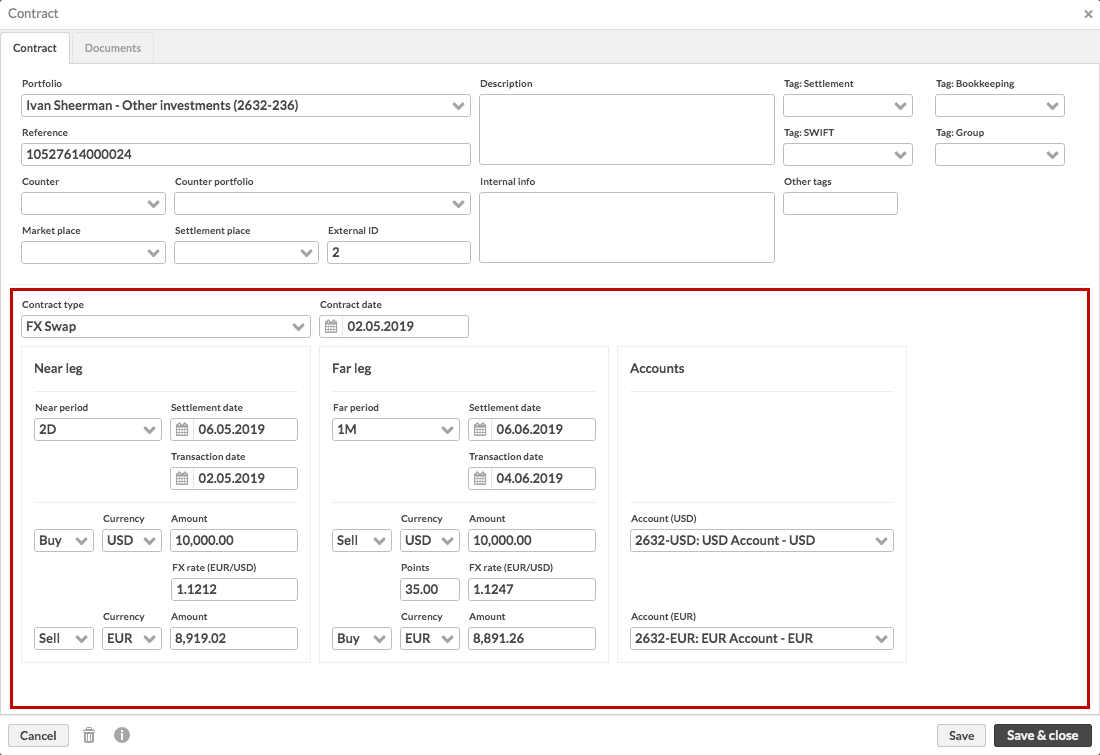 Contract
Contract Documents
Portfolio Description Tag: Settlement Tag: Bookkeeping
Ivan Sheerman - Other investments (2632-236)
Reference Tag: SWIFT Tag: Group
10527614000024
Counter Counter portfolio Internal info Other tags
Market place Settlement place External ID
2
Contract type Contract date
FX Swap 02.05.2019
Near leg Far leg Accounts
Near period Settlement date Far period Settlement date
2D 06.05.2019 1M 06.06.2019
Transaction date Transaction date
02.05.2019 04.06.2019
Currency Amount Currency Amount Account (USD)
Buy USD 10,000.00 Sell USD 10,000.00 2632-USD: USD Account - USD
FX rate (EUR/USD) Points FX rate (EUR/USD)
1.1212 35.00 1.1247
Currency Amount Currency Amount Account (EUR)
Sell EUR 8,919.02 Buy EUR 8,891.26 2632-EUR: EUR Account - EUR
Cancel Save Save & close